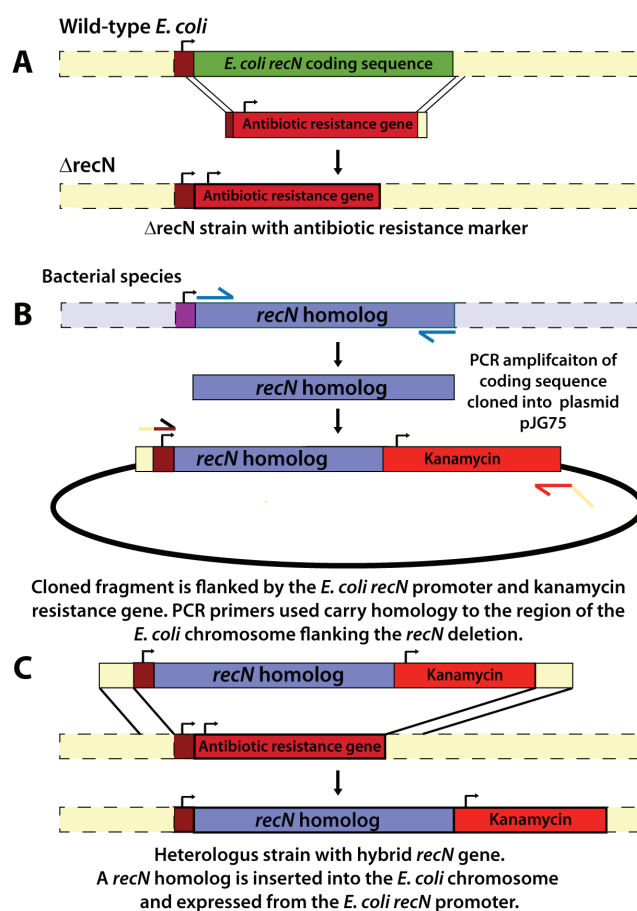 Wild-type E. coli
A
E. coli recN coding sequence
Antibiotic resistance gene
ΔrecN
Antibiotic resistance gene
ΔrecN strain with antibiotic resistance marker
Bacterial species
B
recN homolog
recN homolog
PCR amplifcaiton of
coding sequence
cloned into plasmid
pJG75
recN homolog
Kanamycin
Cloned fragment is flanked by the E. coli recN promoter and kanamycin
resistance gene. PCR primers used carry homology to the region of the
E. coli chromosome flanking the recN deletion.
C
recN homolog
Kanamycin
Antibiotic resistance gene
recN homolog
Kanamycin
Heterologus strain with hybrid recN gene.
A recN homolog is inserted into the E. coli chromosome
and expressed from the E. coli recN promoter.